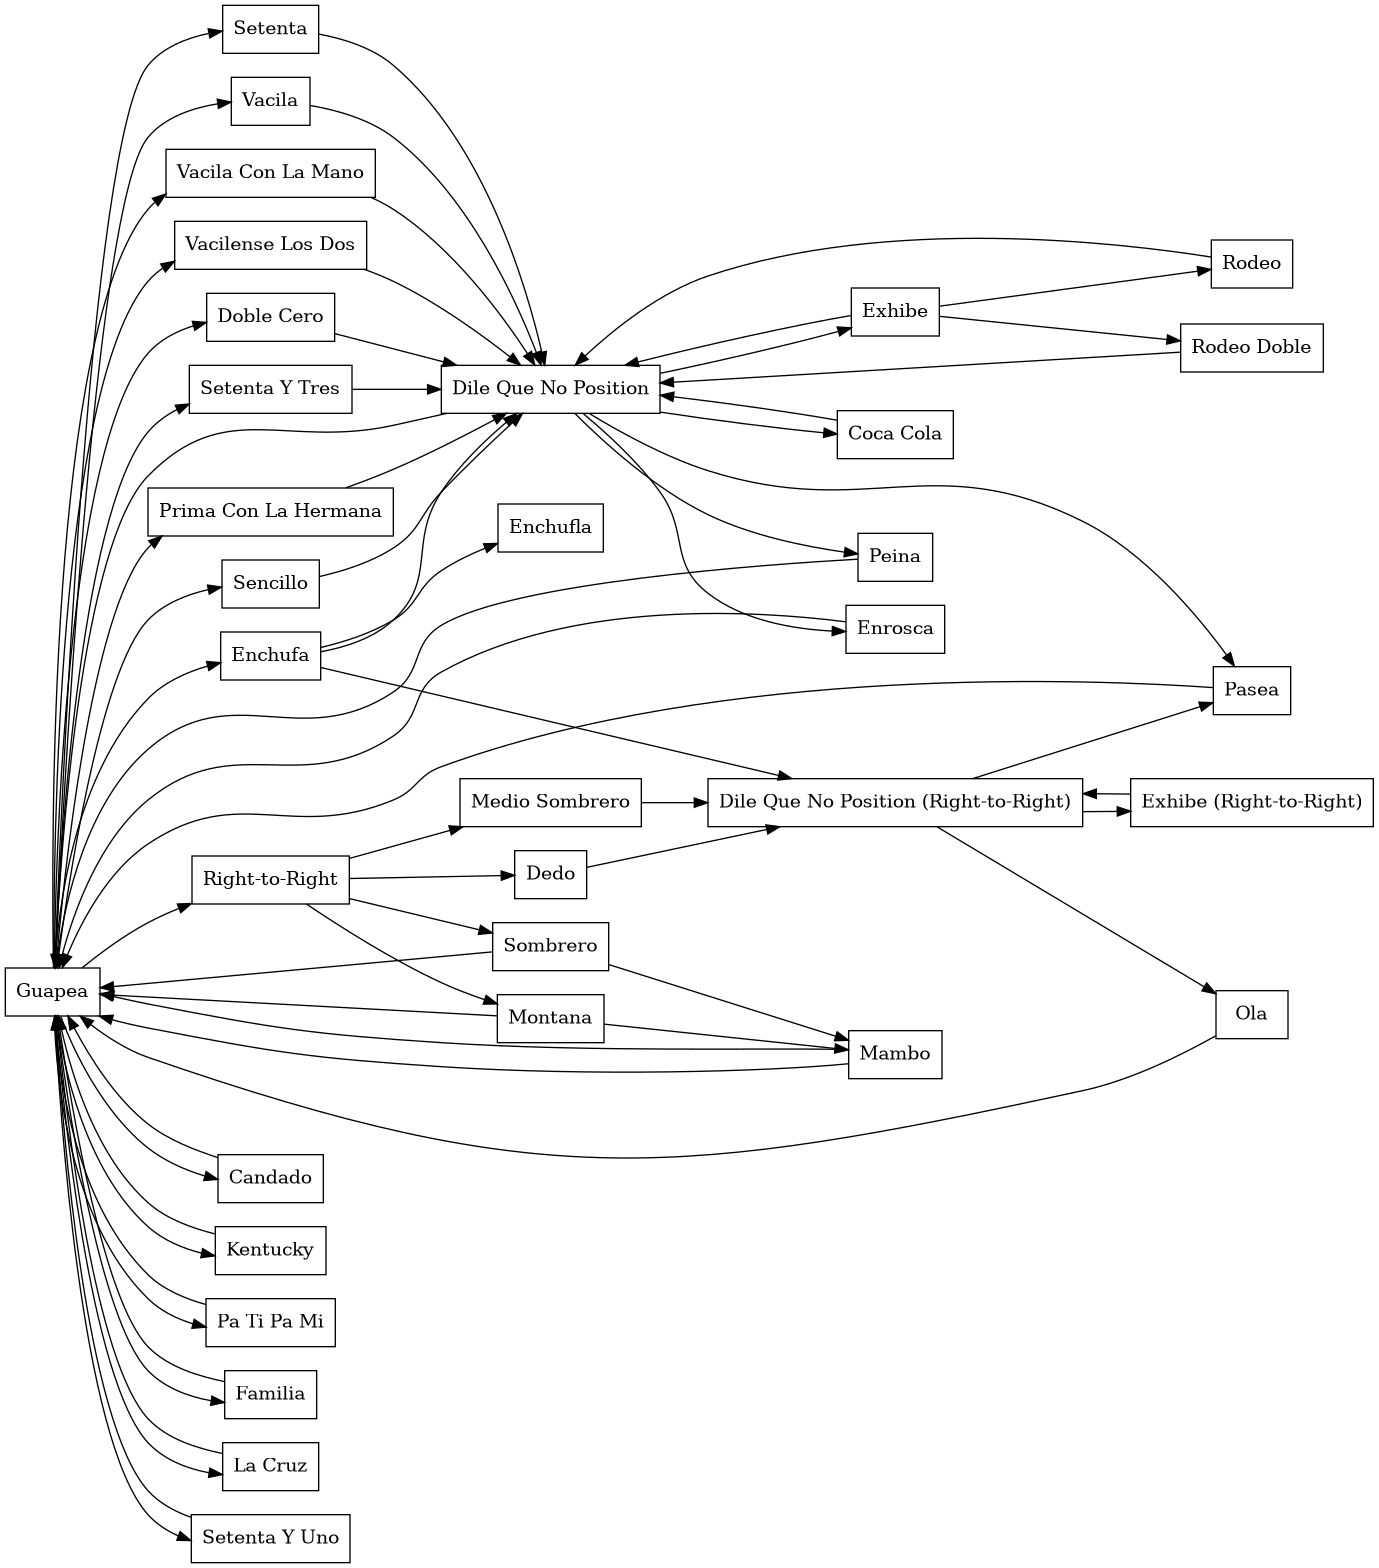 Setenta
Vacila
Vacila Con La Mano
Vacilense Los Dos
Rodeo
Exhibe
Doble Cero
Rodeo Doble
Setenta Y Tres
Dile Que No Position
Coca Cola
Prima Con La Hermana
Enchufla
Peina
Sencillo
Enrosca
Enchufa
Pasea
Medio Sombrero
Dile Que No Position (Right-to-Right)
Exhibe (Right-to-Right)
Right-to-Right
Dedo
Sombrero
Guapea
Montana
Ola
Mambo
Candado
Kentucky
Pa Ti Pa Mi
Familia
La Cruz
Setenta Y Uno